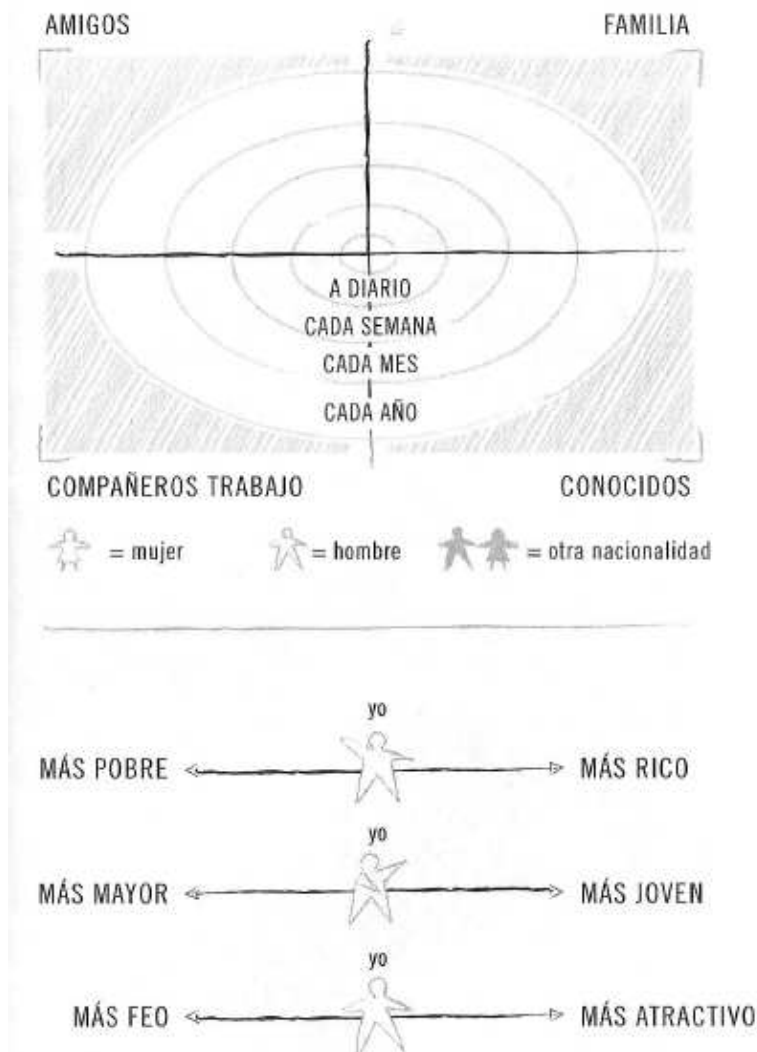 AMIGOS FAMILIA
A DIARIO
CADA SEMANA
CADA MES
CADA AÑO
COMPAÑEROS TRABAJO CONOCIDOS
= mujer = hombre = otra nacionalidad
yo
MÁS POBRE MÁS RICO
yo
MÁS MAYOR MÁS JOVEN
yo
MÁS FEO MÁS ATRACTIVO